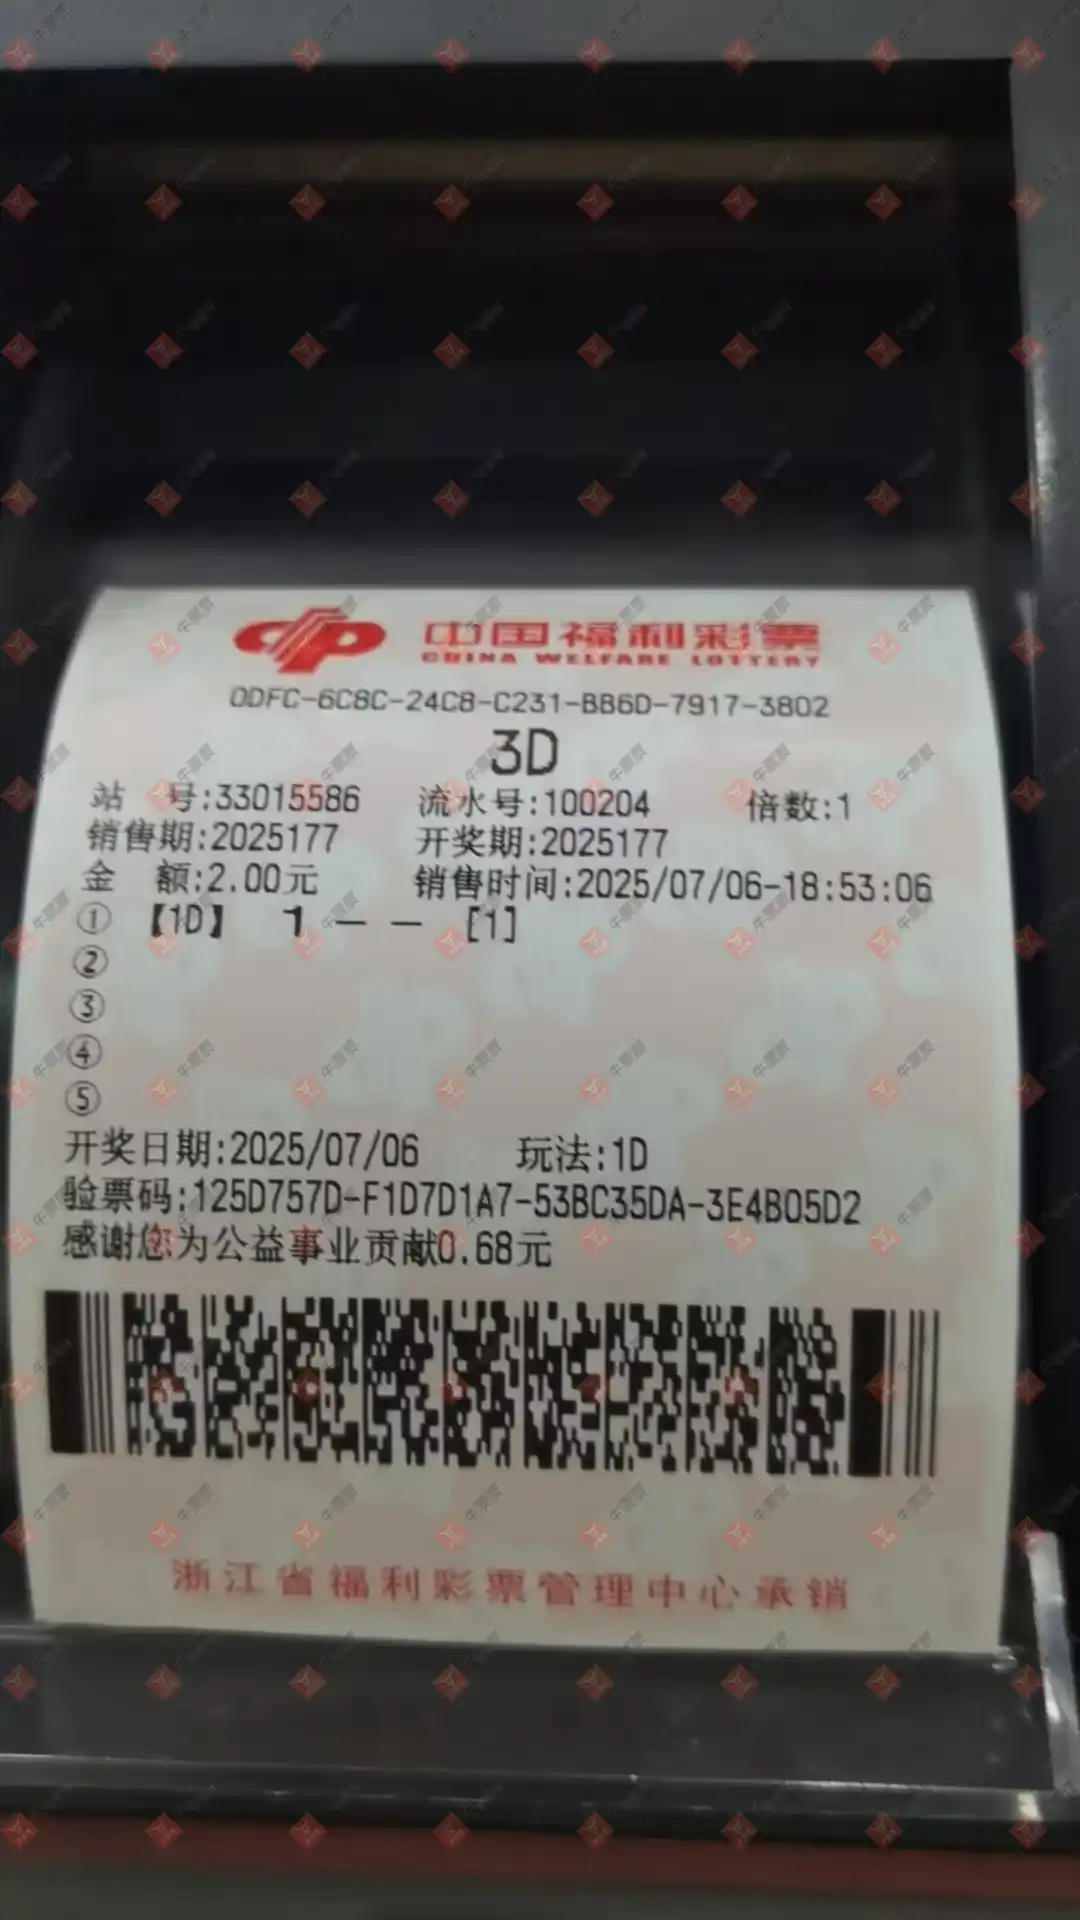 中国福利彩票
CHINA WELFARE LOTTERY
0DFC-6C8C-24C8-C231-BB6D-7917-3802
3D
站 号:33015586 流水号:100204 倍数:1
销售期:2025177 开奖期:2025177
金 额:2.00元 销售时间:2025/07/06-18:53:06
① 【1D】 1 — — [1]
②
③
④
⑤
开奖日期:2025/07/06 玩法:1D
验票码:125D757D-F1D7D1A7-53BC35DA-3E4B05D2
感谢您为公益事业贡献0.68元
浙江省福利彩票管理中心承销